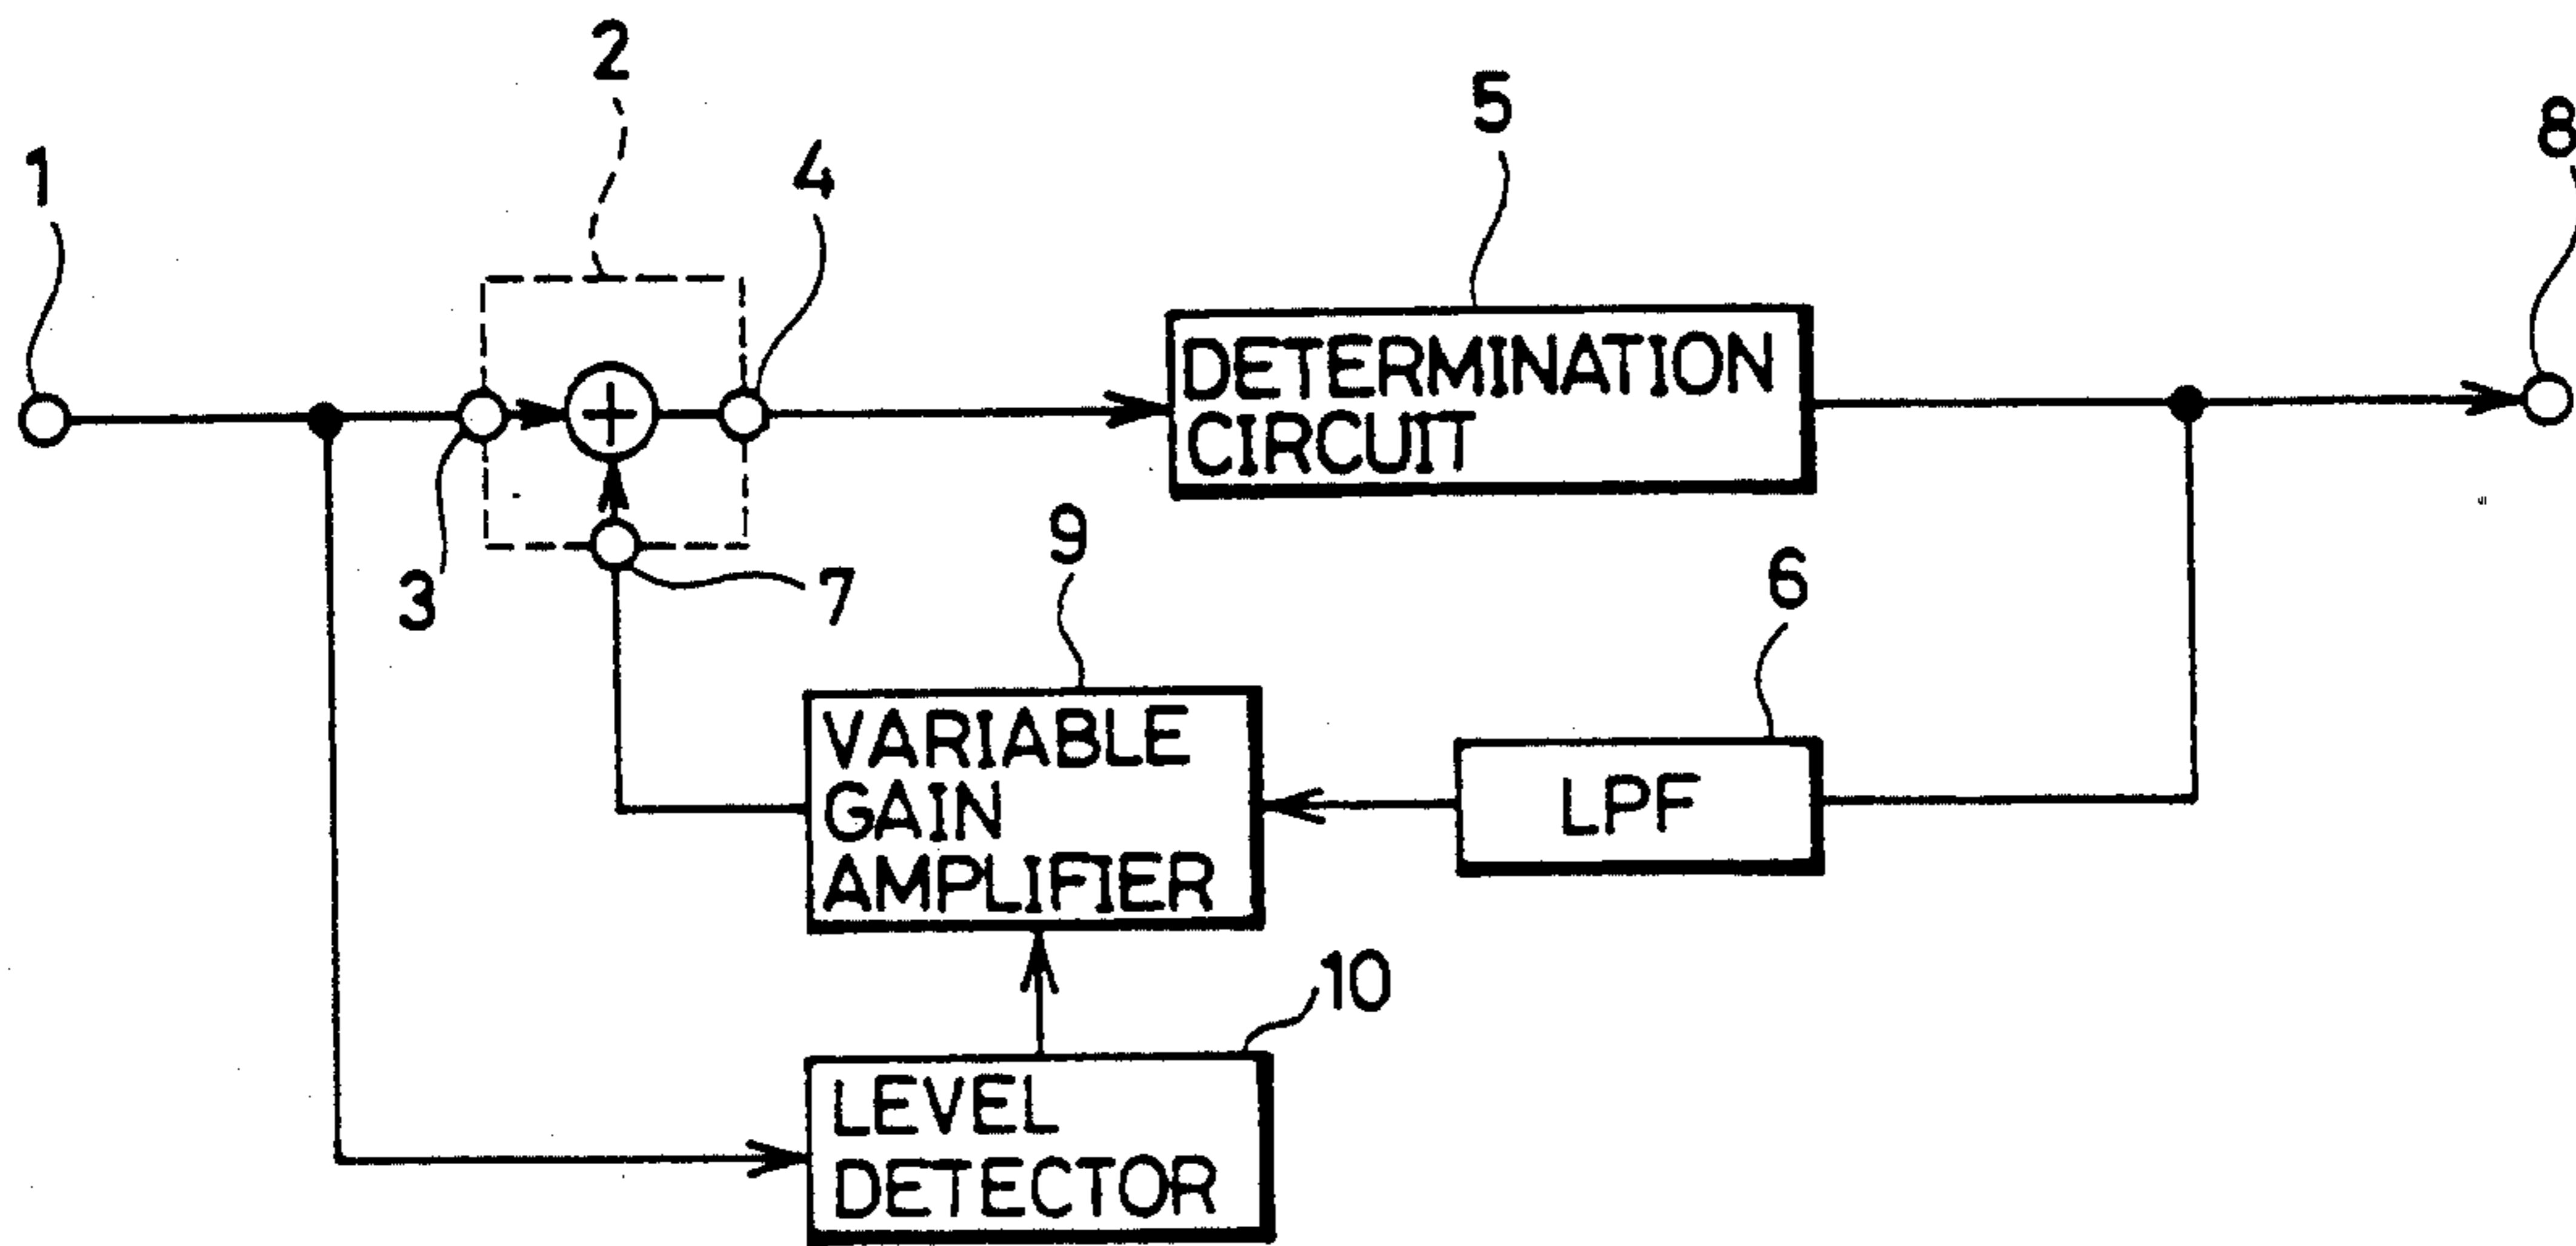 2
1
4
5
8
DETERMINATION
CIRCUIT
3
7
9
6
VARIABLE
GAIN
AMPLIFIER
LPF
10
LEVEL
DETECTOR